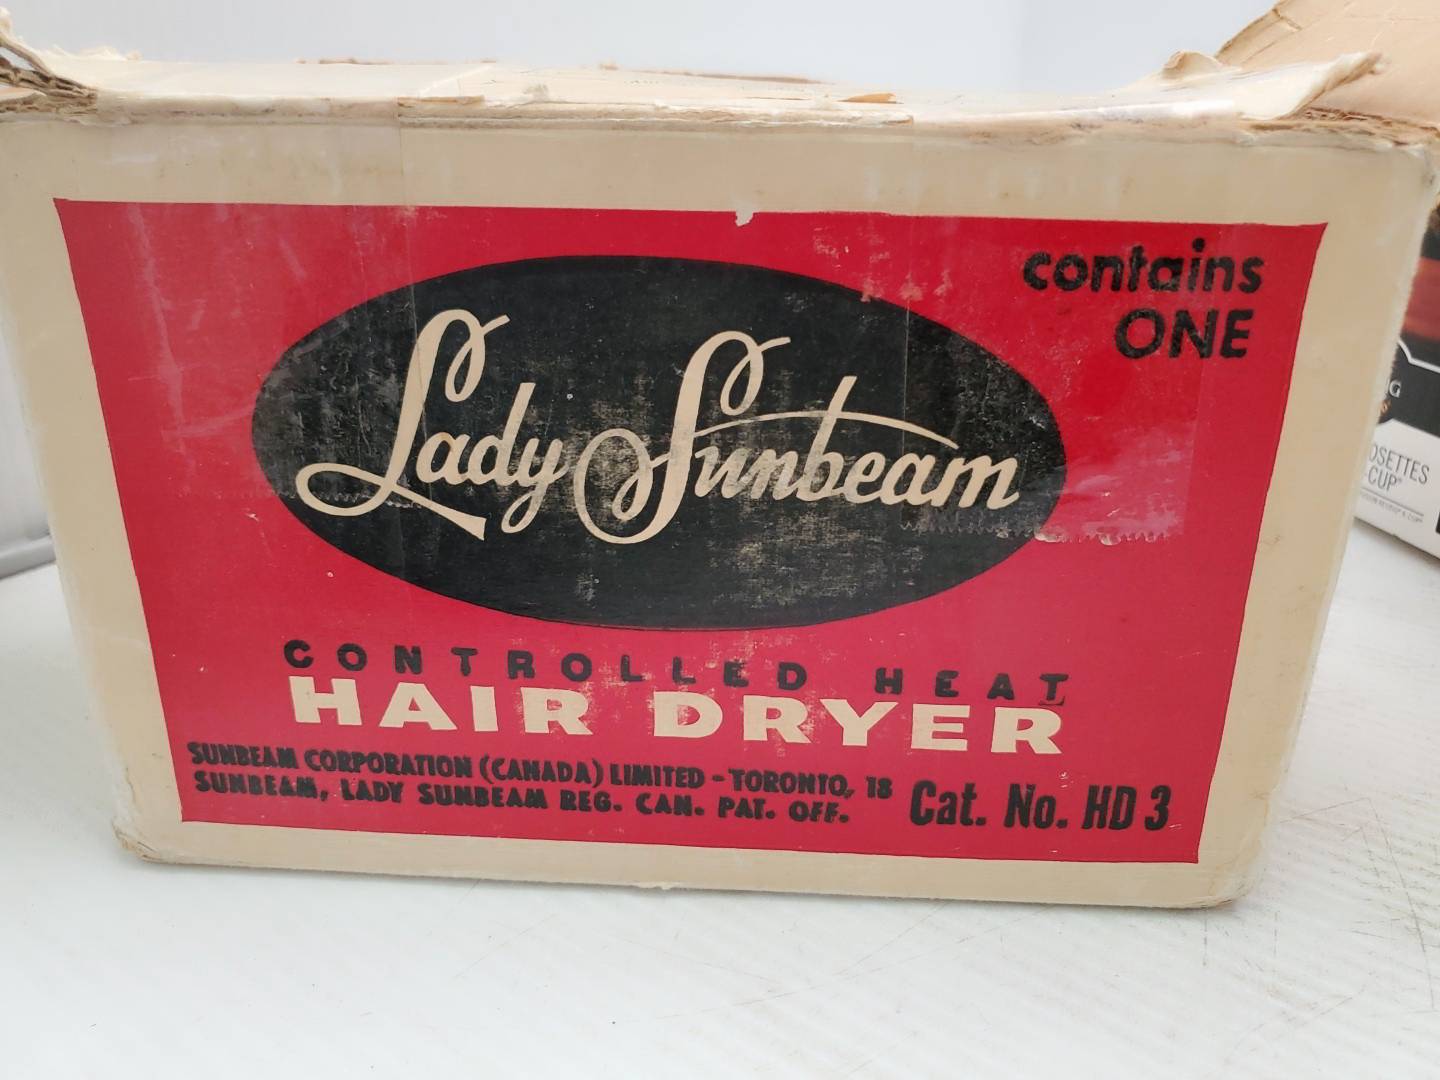 contains
ONE
Lady Sunbeam
CONTROLLED HEAT
HAIR DRYER
SUNBEAM CORPORATION (CANADA) LIMITED - TORONTO, 18
SUNBEAM, LADY SUNBEAM REG. CAN. PAT. OFF.
Cat. No. HD 3